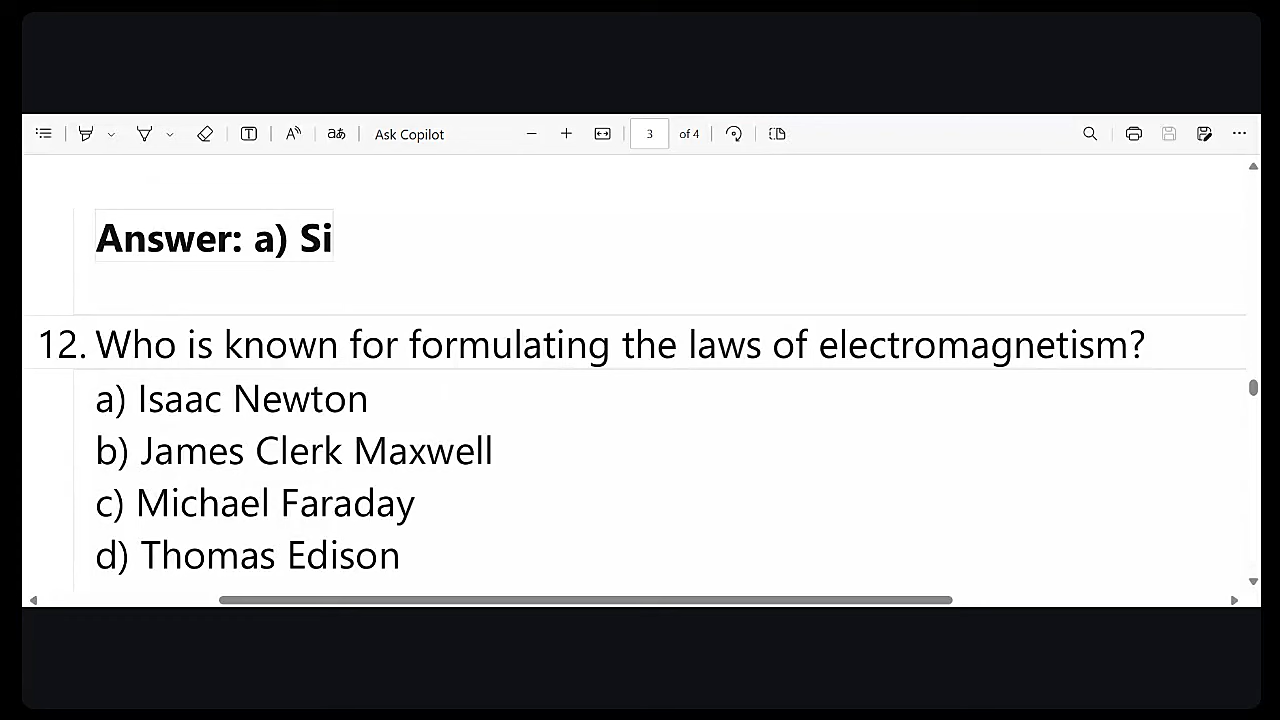 Ask Copilot
3 of 4
Answer: a) Si
12. Who is known for formulating the laws of electromagnetism?
a) Isaac Newton
b) James Clerk Maxwell
c) Michael Faraday
d) Thomas Edison